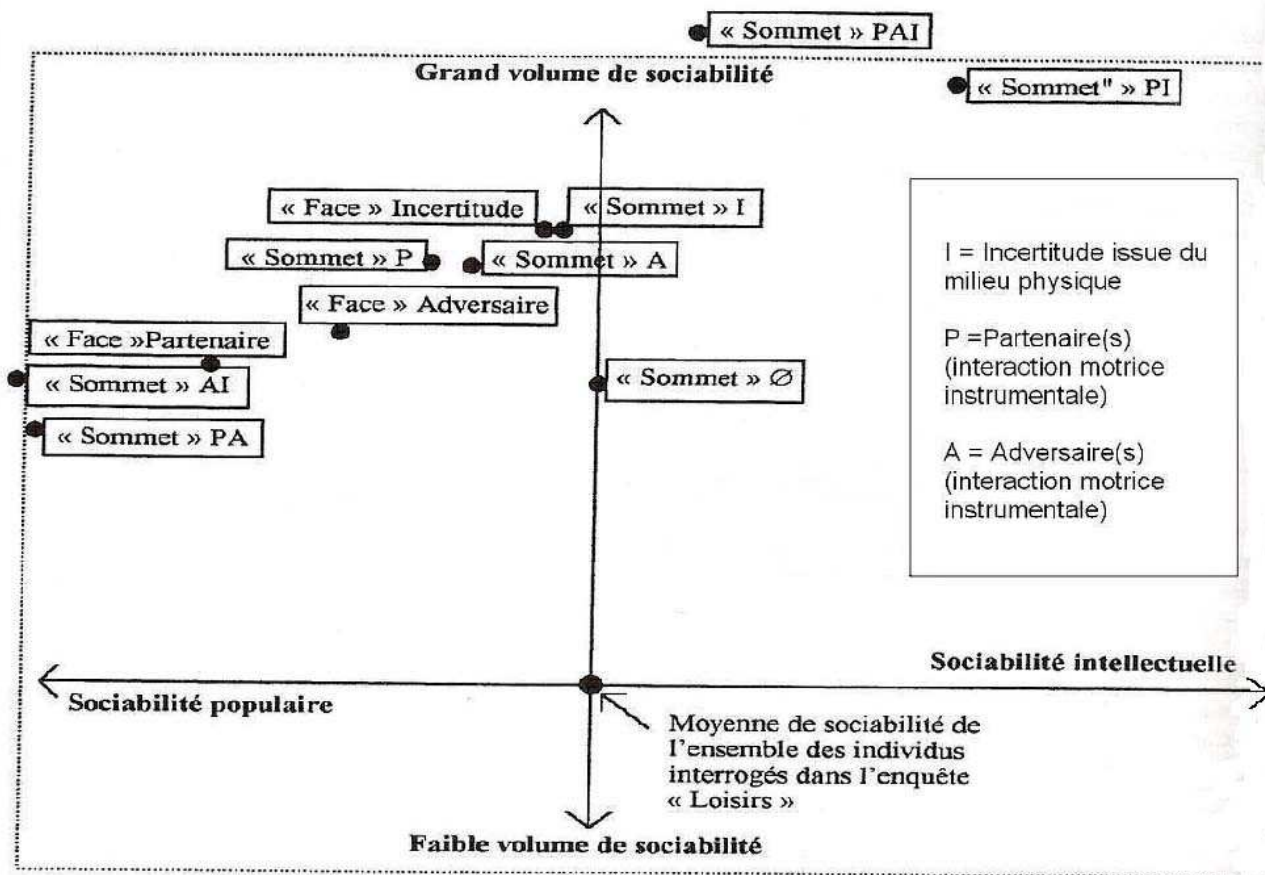 « Sommet » PAI
Grand volume de sociabilité
« Sommet" » PI
« Face » Incertitude
« Sommet » I
« Sommet » P
« Sommet » A
« Face » Adversaire
« Face »Partenaire
« Sommet » AI
« Sommet » Ø
« Sommet » PA
I = Incertitude issue du
milieu physique
P =Partenaire(s)
(interaction motrice
instrumentale)
A = Adversaire(s)
(interaction motrice
instrumentale)
Sociabilité intellectuelle
Sociabilité populaire
Moyenne de sociabilité de
l'ensemble des individus
interrogés dans l'enquête
« Loisirs »
Faible volume de sociabilité